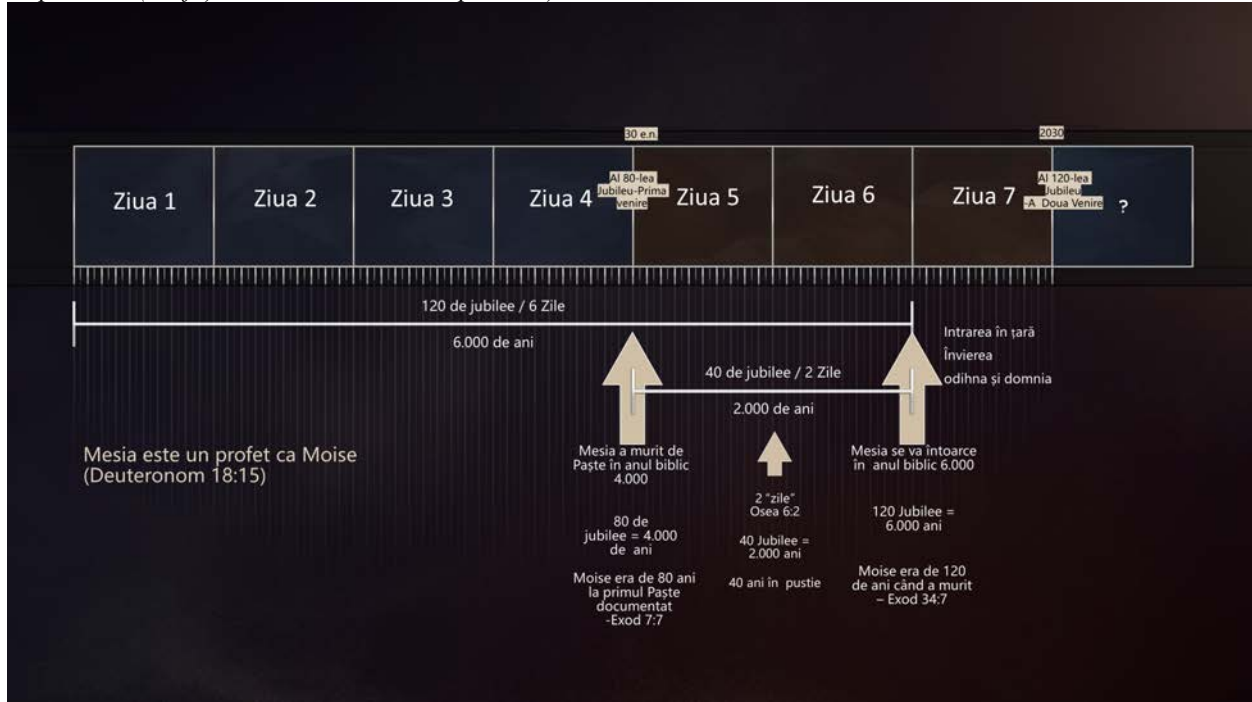 30 e.n.
2030
Ziua 1
Ziua 2
Ziua 3
Ziua 4
Al 80-lea
Jubileu-Prima
venire
Ziua 5
Ziua 6
Ziua 7
Al 120-lea
Jubileu
-A Doua Venire
?
120 de jubilee / 6 Zile
6.000 de ani
40 de jubilee / 2 Zile
2.000 de ani
Intrarea în țară
Învierea
odihna și domnia
Mesia este un profet ca Moise
(Deuteronom 18:15)
Mesia a murit de
Paște în anul biblic
4.000
80 de
jubilee = 4.000
de ani
Moise era de 80 ani
la primul Paște
documentat
-Exod 7:7
2 "zile"
Osea 6:2
40 Jubilee =
2.000 ani
40 ani în pustie
Mesia se va întoarce
în anul biblic 6.000
120 Jubilee =
6.000 ani
Moise era de 120
de ani când a murit
– Exod 34:7